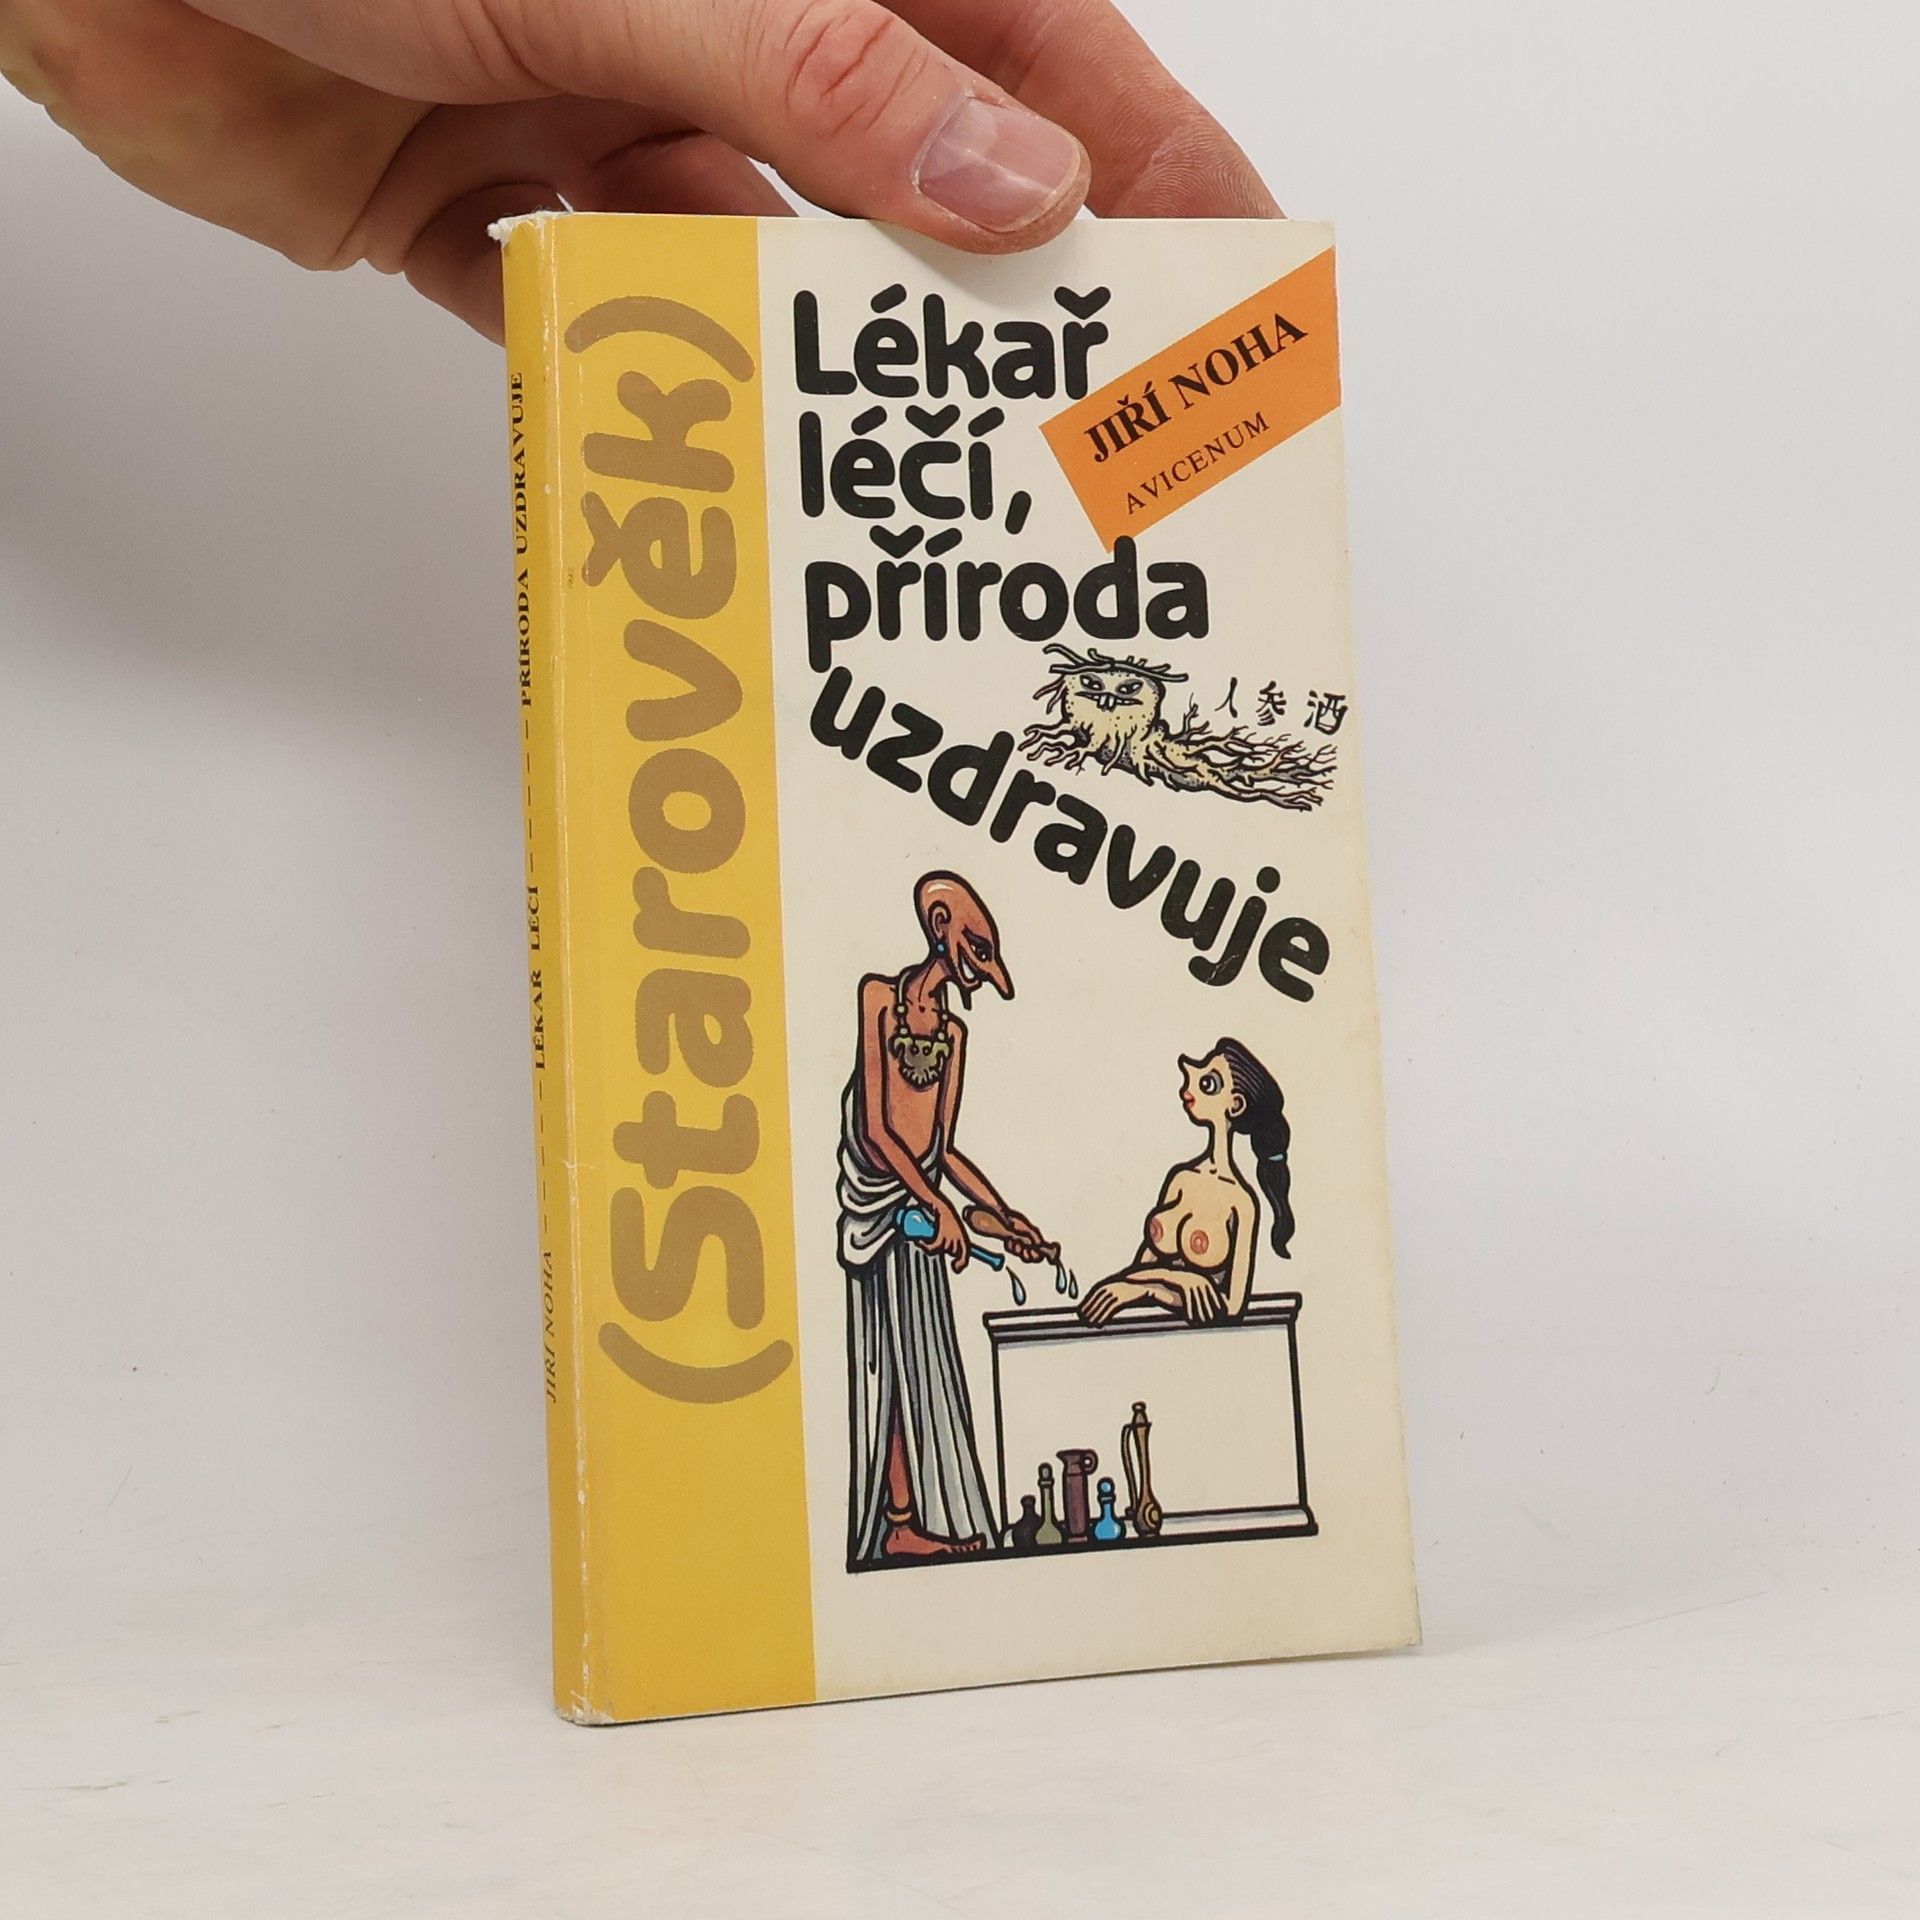 JIŘÍ NOHA – – – – LÉKAŘ LÉČÍ – – – – PŘÍRODA UZDRAVUJE
(Starověk)
Lékař
léčí,
příroda
uzdravuje
JIŘÍ NOHA
AVICENUM
人参酒